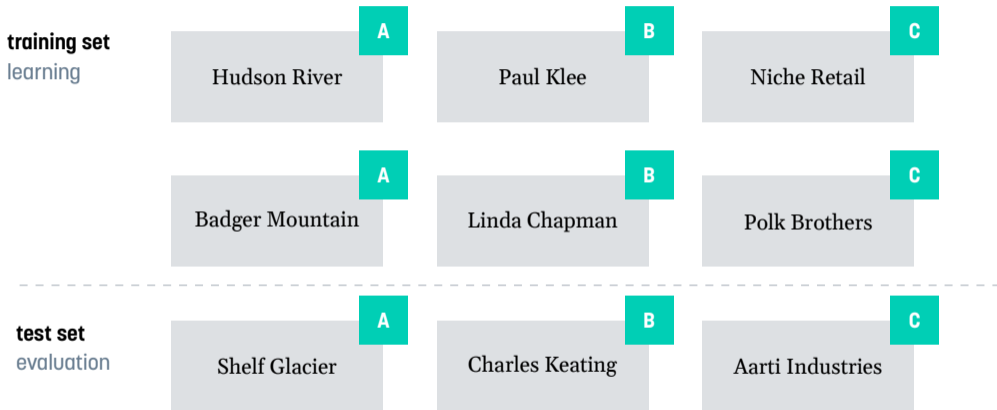 training set
learning
A
Hudson River
B
Paul Klee
C
Niche Retail
A
Badger Mountain
B
Linda Chapman
C
Polk Brothers
test set
evaluation
A
Shelf Glacier
B
Charles Keating
C
Aarti Industries